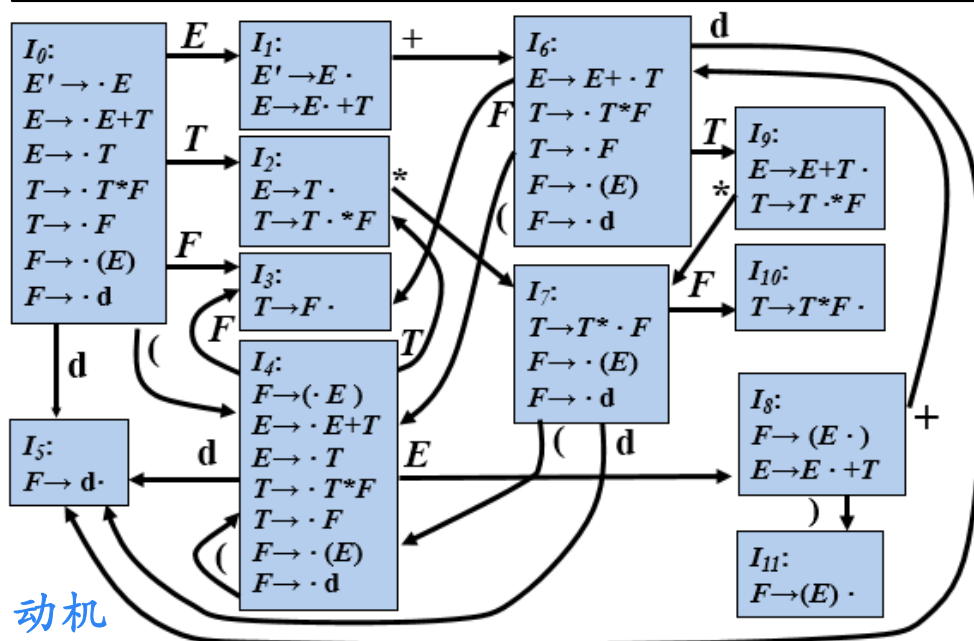 I0:
E' → · E
E → · E+T
E → · T
T → · T*F
T → · F
F → · (E)
F → · d
E
T
F
d
(
I1:
E' → E ·
E → E · +T
+
I2:
E → T ·
T → T · *F
*
I3:
T → F ·
F
T
I4:
F → (· E )
E → · E+T
E → · T
T → · T*F
T → · F
F → · (E)
F → · d
d
E
(
I5:
F → d·
I6:
E → E+ · T
T → · T*F
T → · F
F → · (E)
F → · d
F
(
T
d
I7:
T → T* · F
F → · (E)
F → · d
F
(
d
I9:
E → E+T ·
T → T ·*F
*
I10:
T → T*F ·
I8:
F → (E · )
E → E · +T
+
)
I11:
F → (E) ·
动机